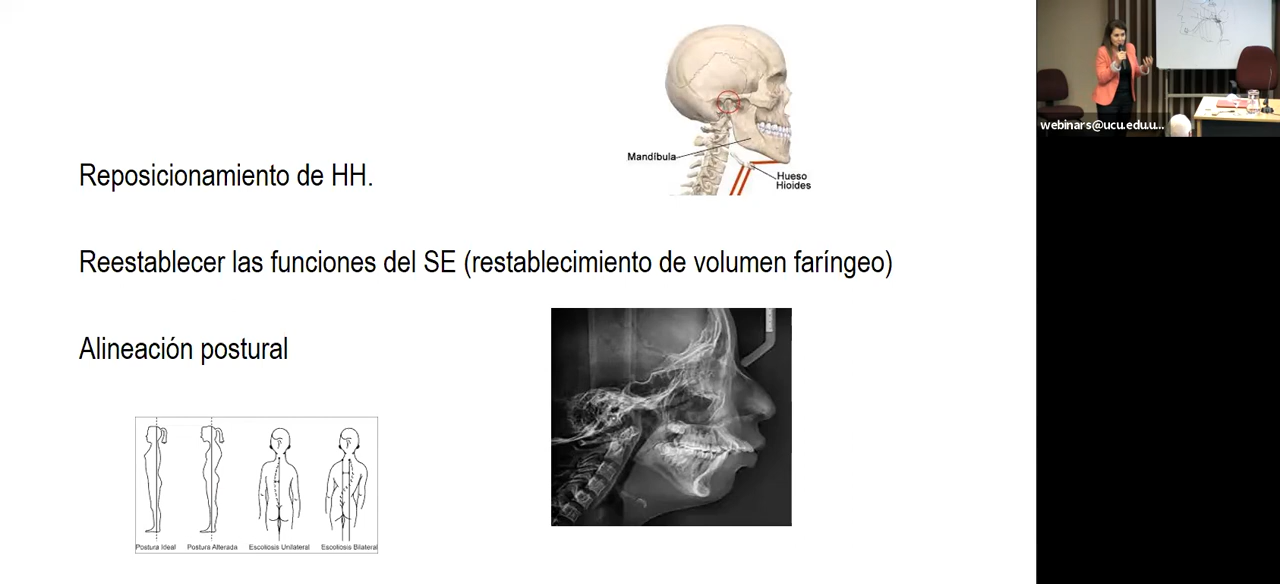 Mandíbula
Hueso
Hioides
Reposicionamiento de HH.
Reestablecer las funciones del SE (restablecimiento de volumen faríngeo)
Alineación postural
Postura Ideal Postura Alterada Escoliosis Unilateral Escoliosis Bilateral
webinars@ucu.edu.u...